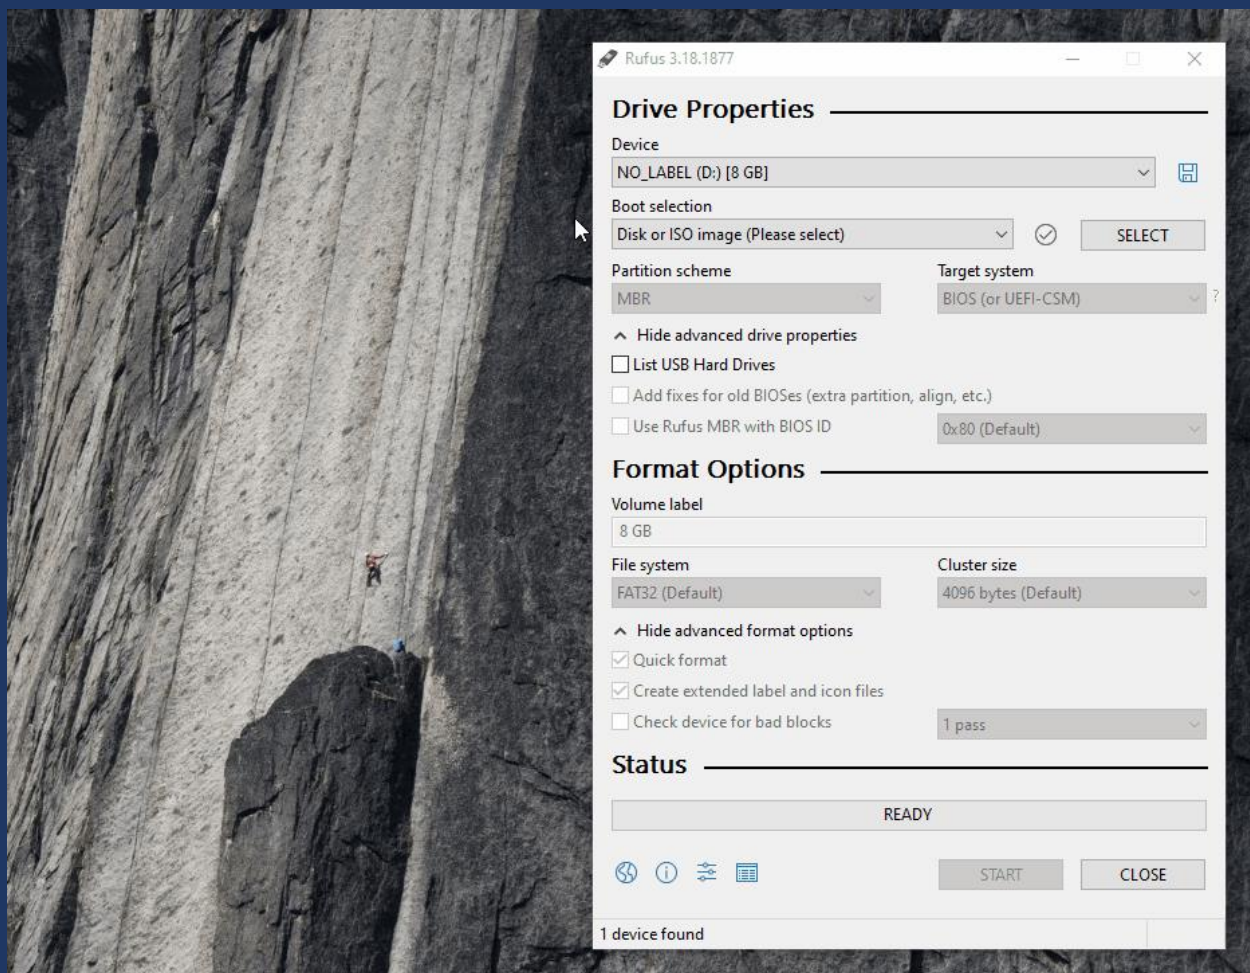 Rufus 3.18.1877
Drive Properties
Device
NO_LABEL (D:) [8 GB]
Boot selection
Disk or ISO image (Please select)
SELECT
Partition scheme
Target system
MBR
BIOS (or UEFI-CSM)
?
Hide advanced drive properties
List USB Hard Drives
Add fixes for old BIOSes (extra partition, align, etc.)
Use Rufus MBR with BIOS ID
0x80 (Default)
Format Options
Volume label
8 GB
File system
Cluster size
FAT32 (Default)
4096 bytes (Default)
Hide advanced format options
Quick format
Create extended label and icon files
Check device for bad blocks
1 pass
Status
READY
START
CLOSE
1 device found